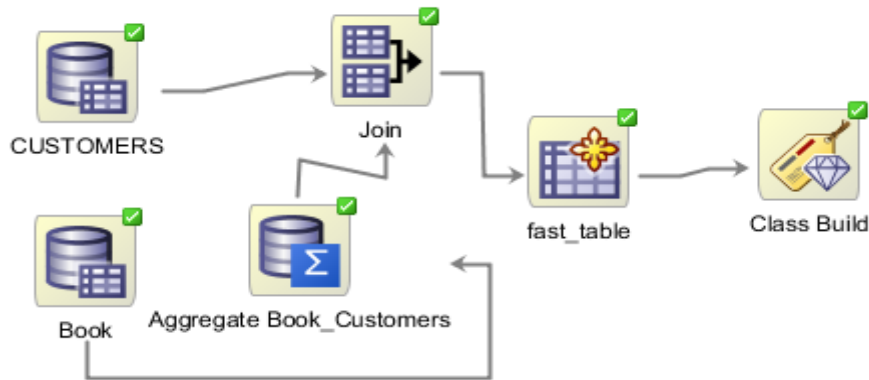 CUSTOMERS
Join
fast_table
Class Build
Book
Aggregate Book_Customers
Σ